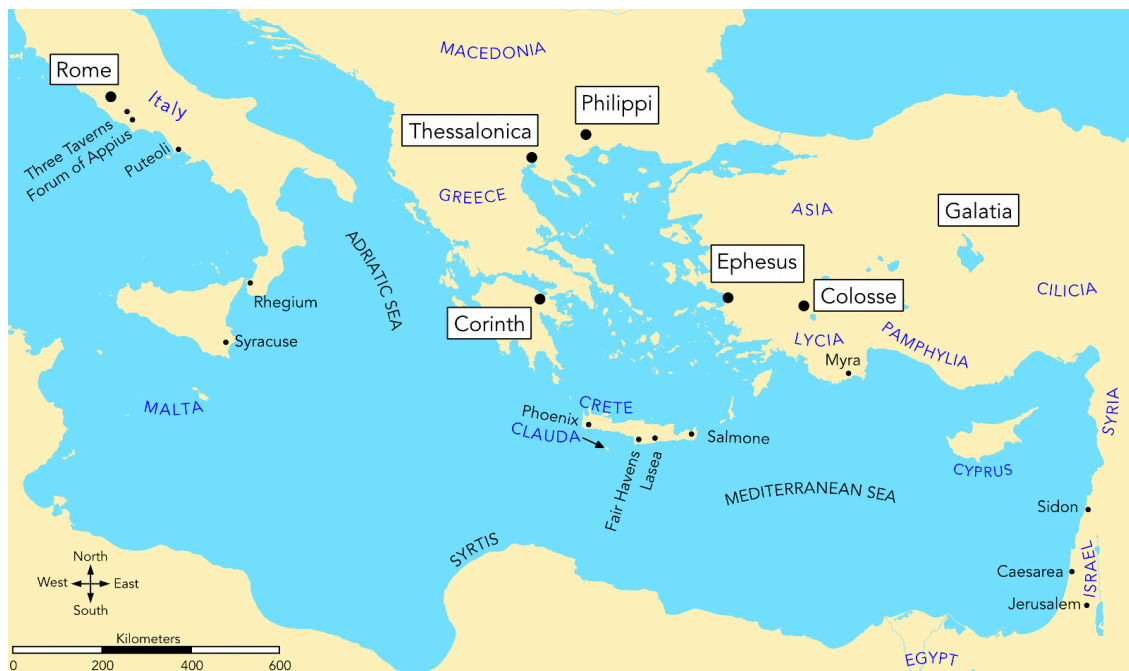 MACEDONIA
Rome
Italy
Philippi
Thessalonica
Three Taverns
Forum of Appius
Puteoli
GREECE
ASIA
Galatia
ADRIATIC SEA
Ephesus
CILICIA
Colosse
Rhegium
Corinth
Syracuse
LYCIA
PAMPHYLIA
Myra
MALTA
CRETE
Phoenix
CLAUDA
Salmone
SYRIA
Fair Havens
Lasea
CYPRUS
MEDITERRANEAN SEA
Sidon
SYRTIS
North
West
East
South
Caesarea
ISRAEL
Jerusalem
Kilometers
0 200 400 600
EGYPT